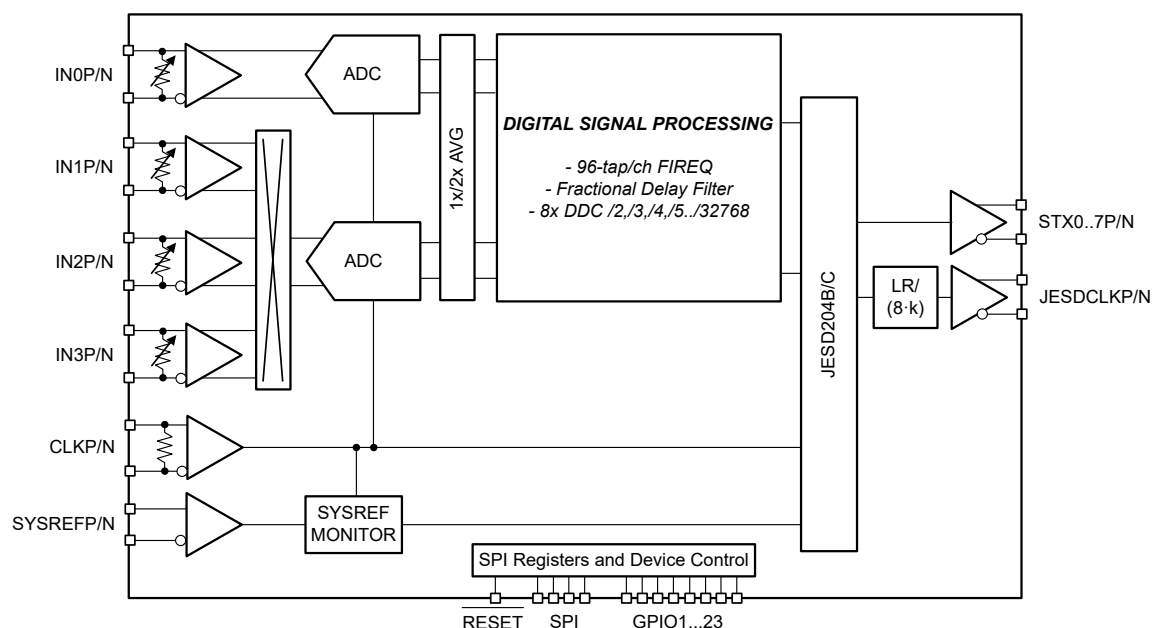 IN0P/N
ADC
1x/2x AVG
DIGITAL SIGNAL PROCESSING
- 96-tap/ch FIREQ
- Fractional Delay Filter
- 8x DDC /2,/3,/4,/5../32768
IN1P/N
IN2P/N
ADC
IN3P/N
JESD204B/C
STX0..7P/N
LR/
(8·k)
JESDCLKP/N
CLKP/N
SYSREFP/N
SYSREF
MONITOR
SPI Registers and Device Control
RESET
SPI
GPIO1...23